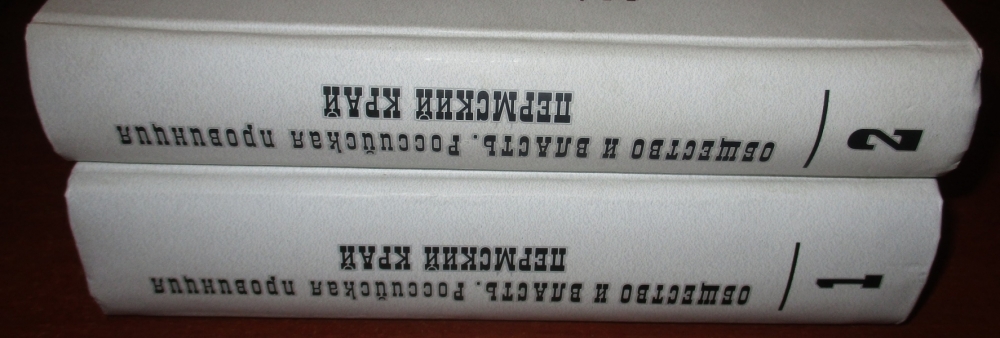 ОБЩЕСТВО И ВЛАСТЬ. Российская провинция
ПЕРМСКИЙ КРАЙ
2
ОБЩЕСТВО И ВЛАСТЬ. Российская провинция
ПЕРМСКИЙ КРАЙ
1